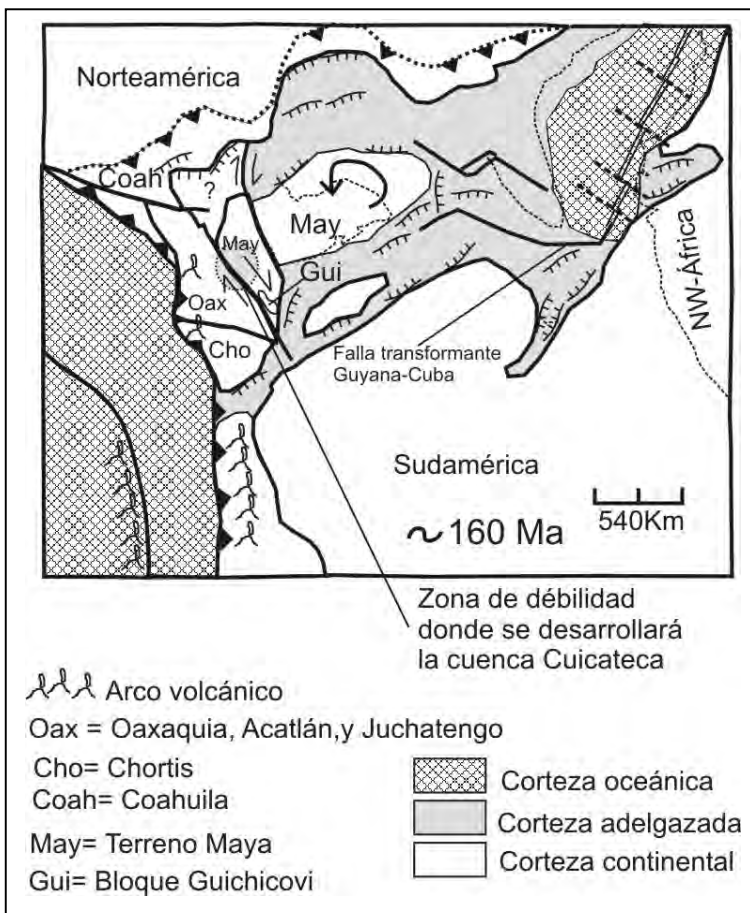 Norteamérica
Coah
?
May
May
Gui
Oax
Cho
NW-África
Falla transformante
Guyana-Cuba
Sudamérica
~160 Ma
540Km
Zona de débilidad
donde se desarrollará
la cuenca Cuicateca
Arco volcánico
Oax = Oaxaquia, Acatlán,y Juchatengo
Cho= Chortis
Coah= Coahuila
May= Terreno Maya
Gui= Bloque Guichicovi
Corteza oceánica
Corteza adelgazada
Corteza continental